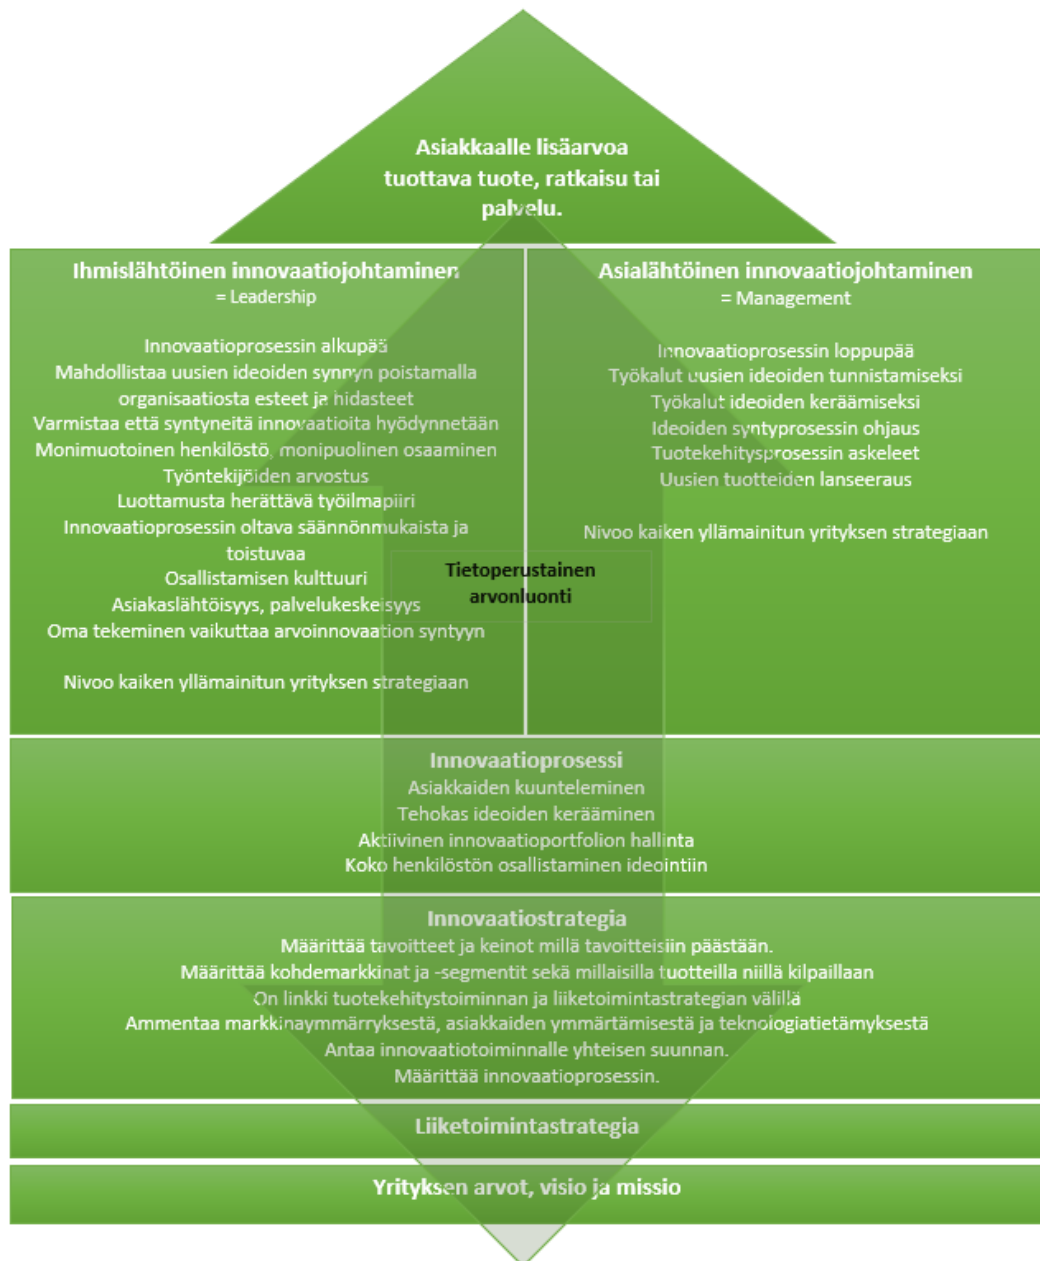 Asiakkaalle lisäarvoa
tuottava tuote, ratkaisu tai
palvelu.
Ihmislähtöinen innovaatiojohtaminen
= Leadership
Innovaatioprosessin alkupää
Mahdollistaa uusien ideoiden synnyn poistamalla
organisaatiosta esteet ja hidasteet
Varmistaa että syntyneitä innovaatioita hyödynnetään
Monimuotoinen henkilöstö, monipuolinen osaaminen
Työntekijöiden arvostus
Luottamusta herättävä työilmapiiri
Innovaatioprosessin oltava säännönmukaista ja
toistuvaa
Osallistamisen kulttuuri
Asiakaslähtöisyys, palvelukeskeisyys
Oma tekeminen vaikuttaa arvoinnovaation syntyyn
Nivoo kaiken yllämainitun yrityksen strategiaan
Asialähtöinen innovaatiojohtaminen
= Management
Innovaatioprosessin loppupää
Työkalut uusien ideoiden tunnistamiseksi
Työkalut ideoiden keräämiseksi
Ideoiden syntyprosessin ohjaus
Tuotekehitysprosessin askeleet
Uusien tuotteiden lanseeraus
Nivoo kaiken yllämainitun yrityksen strategiaan
Tietoperustainen
arvonluonti
Innovaatioprosessi
Asiakkaiden kuunteleminen
Tehokas ideoiden kerääminen
Aktiivinen innovaatioportfolion hallinta
Koko henkilöstön osallistaminen ideointiin
Innovaatiostrategia
Määrittää tavoitteet ja keinot millä tavoitteisiin päästään.
Määrittää kohdemarkkinat ja -segmentit sekä millaisilla tuotteilla niillä kilpaillaan
On linkki tuotekehitystoiminnan ja liiketoimintastrategian välillä
Ammentaa markkinaymmärryksestä, asiakkaiden ymmärtämisestä ja teknologiatietämyksestä
Antaa innovaatiotoiminnalle yhteisen suunnan.
Määrittää innovaatioprosessin.
Liiketoimintastrategia
Yrityksen arvot, visio ja missio